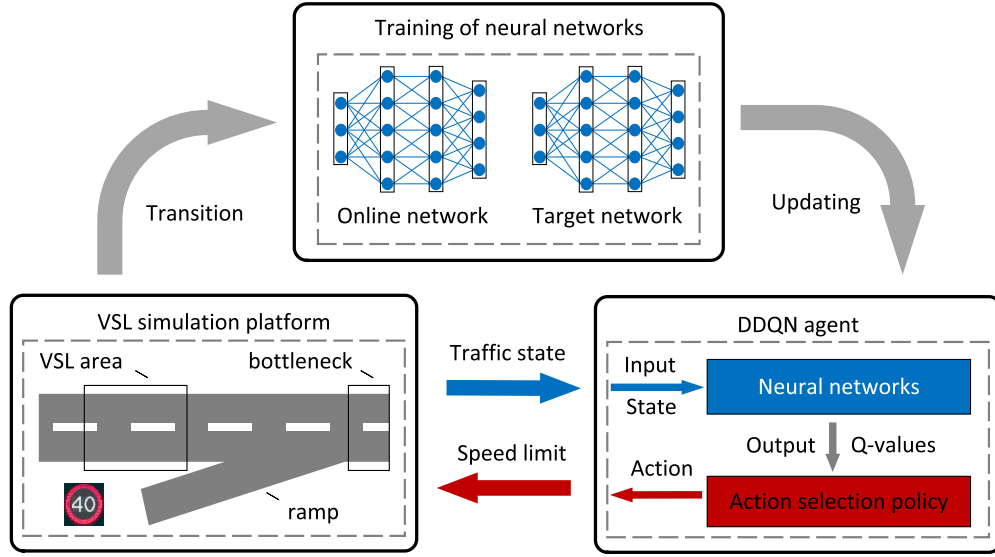 Training of neural networks
Online network
Target network
Transition
Updating
VSL simulation platform
VSL area
bottleneck
40
ramp
Traffic state
Speed limit
DDQN agent
Input
State
Neural networks
Output
Q-values
Action
Action selection policy